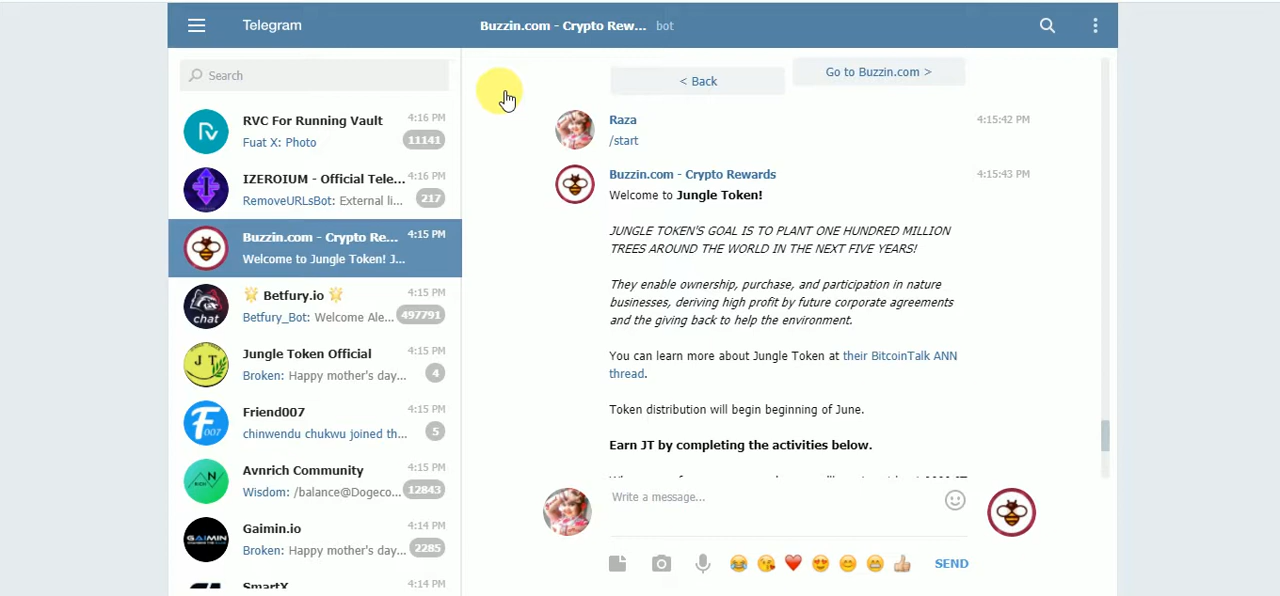 Telegram
Buzzin.com - Crypto Rew... bot
Search
RVC For Running Vault 4:16 PM
Fuat X: Photo 11141
IZEROIUM - Official Tele... 4:16 PM
RemoveURLsBot: External li... 217
Buzzin.com - Crypto Re... 4:15 PM
Welcome to Jungle Token! J...
Betfury.io 4:15 PM
chat
Betfury_Bot: Welcome Ale... 497791
Jungle Token Official 4:15 PM
J T
Broken: Happy mother's day... 4
Friend007 4:15 PM
F 007
chinwendu chukwu joined th... 5
Avnrich Community 4:15 PM
Wisdom: /balance@Dogeco... 12843
Gaimin.io 4:14 PM
GAIMIN
Broken: Happy mother's day... 2285
SmartX 4:14 PM
< Back
Go to Buzzin.com >
Raza 4:15:42 PM
/start
Buzzin.com - Crypto Rewards 4:15:43 PM
Welcome to Jungle Token!
JUNGLE TOKEN'S GOAL IS TO PLANT ONE HUNDRED MILLION
TREES AROUND THE WORLD IN THE NEXT FIVE YEARS!
They enable ownership, purchase, and participation in nature
businesses, deriving high profit by future corporate agreements
and the giving back to help the environment.
You can learn more about Jungle Token at their BitcoinTalk ANN
thread.
Token distribution will begin beginning of June.
Earn JT by completing the activities below.
Write a message...
SEND